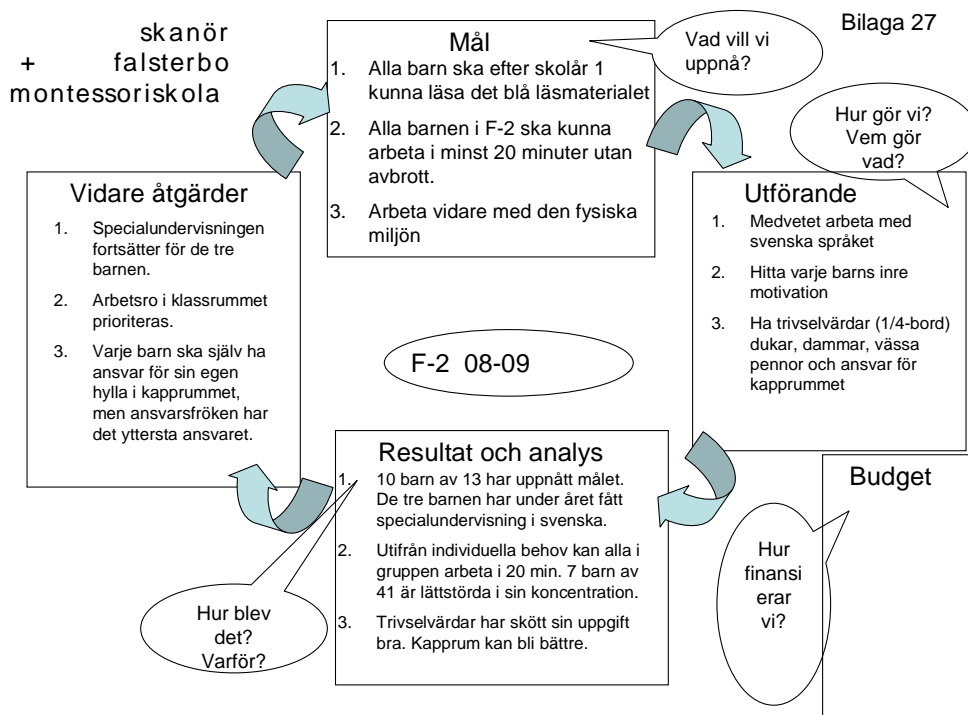 skanör
+ falsterbo
montessoriskola
Bilaga 27
Mål
1. Alla barn ska efter skolår 1
kunna läsa det blå läsmaterialet
2. Alla barnen i F-2 ska kunna
arbeta i minst 20 minuter utan
avbrott.
3. Arbeta vidare med den fysiska
miljön
Vad vill vi
uppnå?
Hur gör vi?
Vem gör
vad?
Utförande
1. Medvetet arbeta med
svenska språket
2. Hitta varje barns inre
motivation
3. Ha trivselvärdar (1/4-bord)
dukar, dammar, vässa
pennor och ansvar för
kapprummet
Vidare åtgärder
1. Specialundervisningen
fortsätter för de tre
barnen.
2. Arbetsro i klassrummet
prioriteras.
3. Varje barn ska själv ha
ansvar för sin egen
hylla i kapprummet,
men ansvarsfröken har
det yttersta ansvaret.
F-2 08-09
Resultat och analys
1. 10 barn av 13 har uppnått målet.
De tre barnen har under året fått
specialundervisning i svenska.
2. Utifrån individuella behov kan alla i
gruppen arbeta i 20 min. 7 barn av
41 är lättstörda i sin koncentration.
3. Trivselvärdar har skött sin uppgift
bra. Kapprum kan bli bättre.
Hur blev
det?
Varför?
Budget
Hur
finansi
erar
vi?